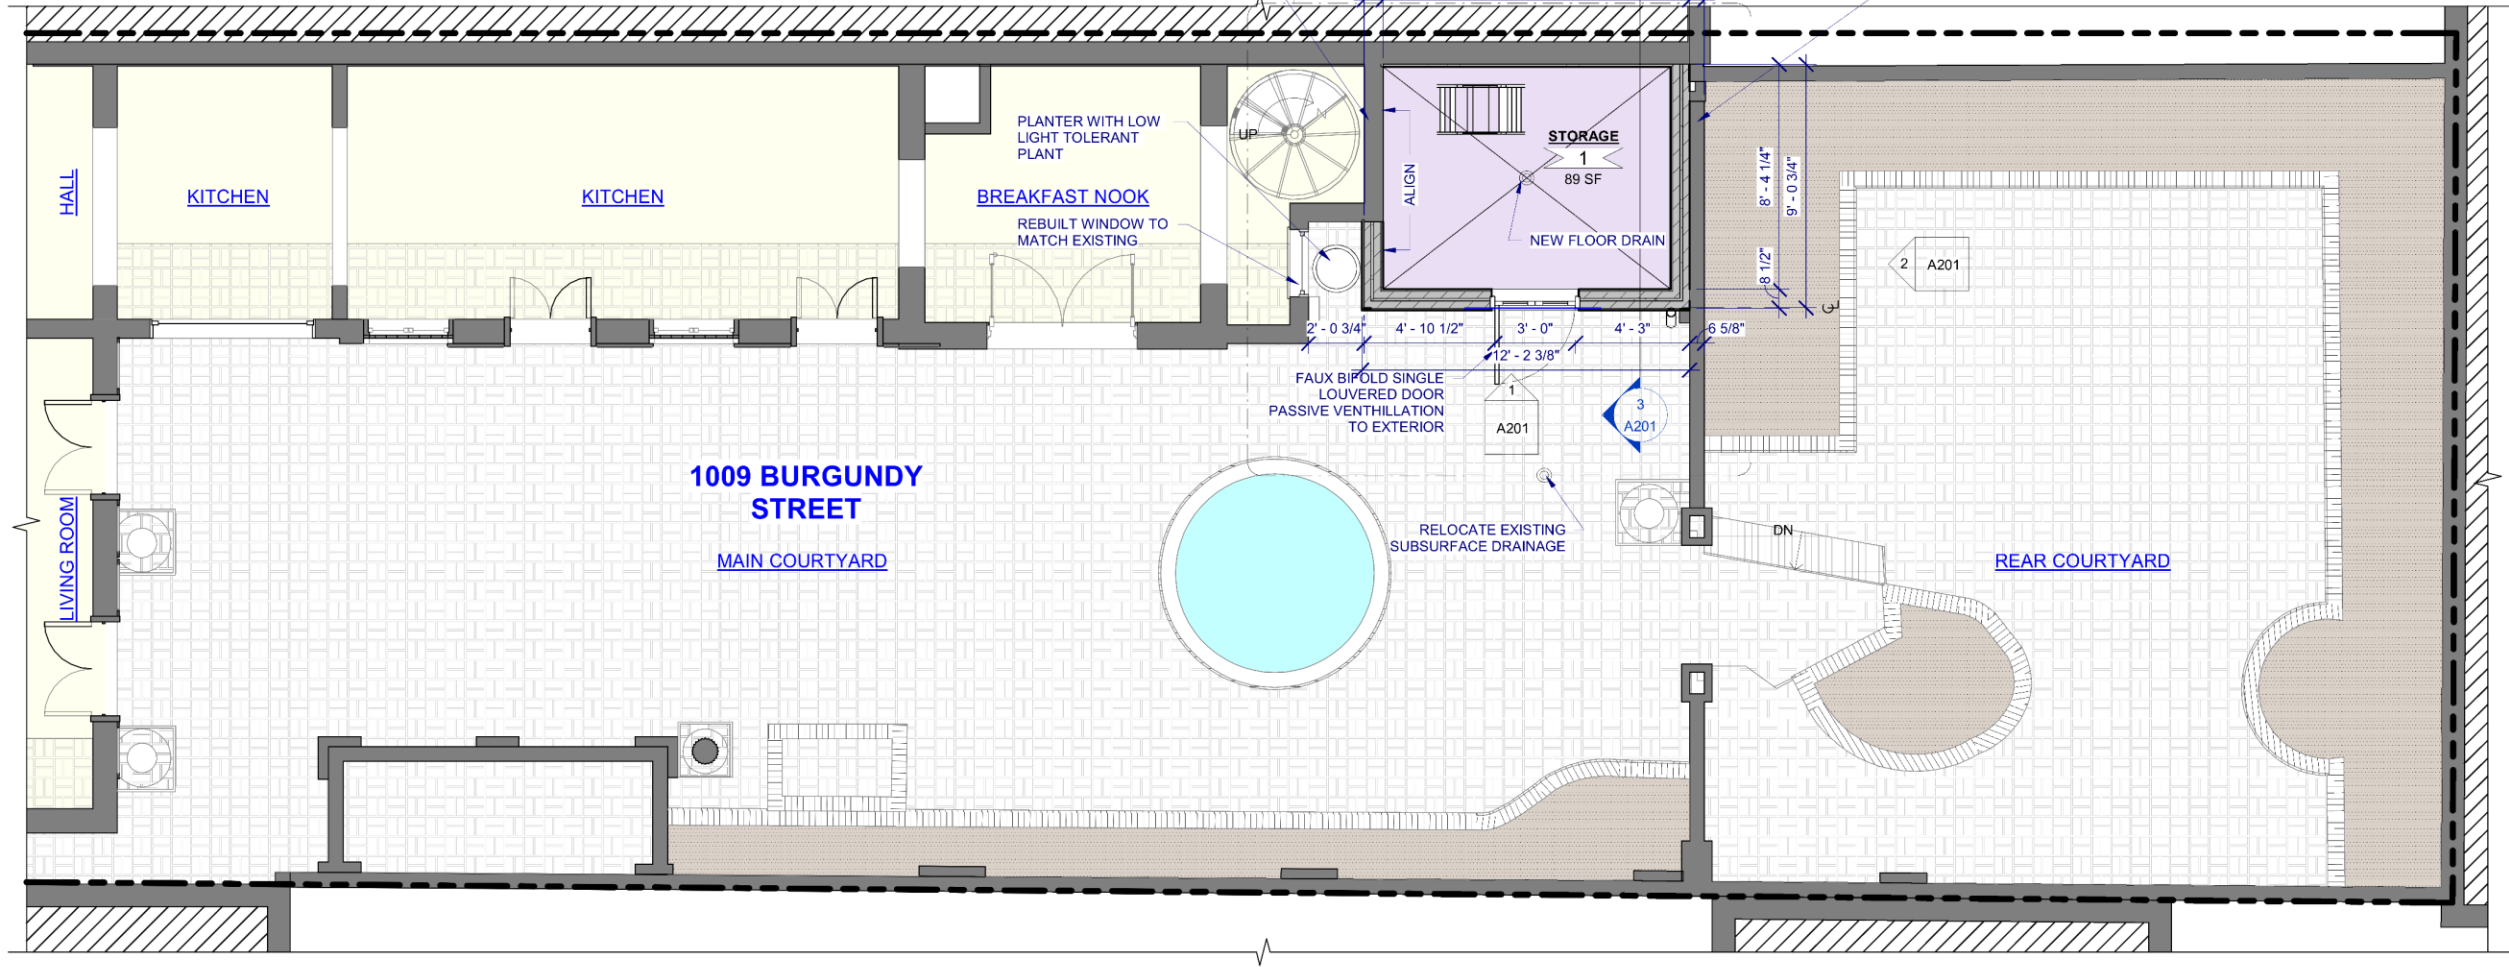 HALL
KITCHEN
KITCHEN
PLANTER WITH LOW
LIGHT TOLERANT
PLANT
BREAKFAST NOOK
REBUILT WINDOW TO
MATCH EXISTING
UP
ALIGN
STORAGE
1
89 SF
NEW FLOOR DRAIN
8' - 4 1/4"
9' - 0 3/4"
8 1/2"
2 A201
2' - 0 3/4"
4' - 10 1/2"
3' - 0"
4' - 3"
6 5/8"
12' - 2 3/8"
FAUX BIFOLD SINGLE
LOUVERED DOOR
PASSIVE VENTHILLATION
TO EXTERIOR
1
A201
3
A201
1009 BURGUNDY
STREET
MAIN COURTYARD
LIVING ROOM
RELOCATE EXISTING
SUBSURFACE DRAINAGE
DN
REAR COURTYARD